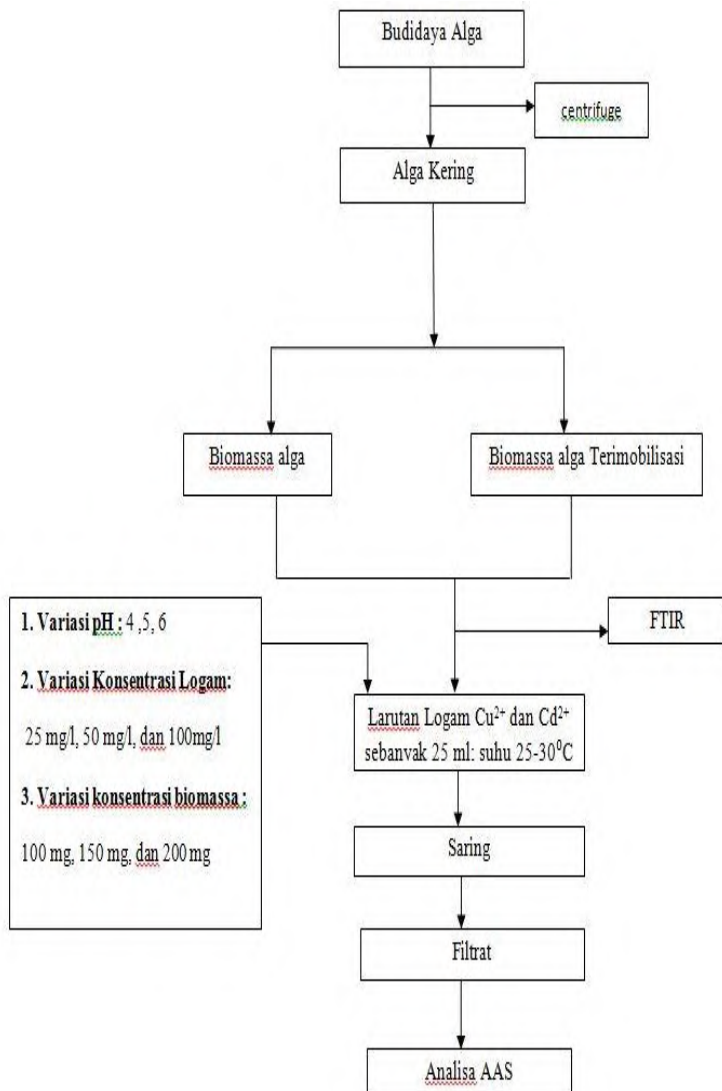 Budidaya Alga
centrifuge
Alga Kering
Biomassa alga
Biomassa alga Terimobilisasi
1. Variasi pH : 4 ,5, 6
2. Variasi Konsentrasi Logam:
25 mg/l, 50 mg/l, dan 100mg/l
3. Variasi konsentrasi biomassa :
100 mg, 150 mg, dan 200 mg
FTIR
Larutan Logam Cu²⁺ dan Cd²⁺
sebanyak 25 ml: suhu 25-30⁰C
Saring
Filtrat
Analisa AAS